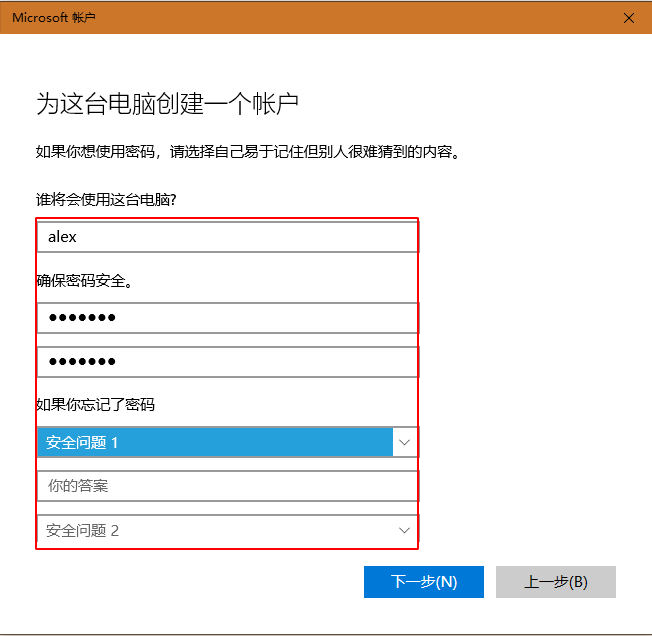 Microsoft 帐户
为这台电脑创建一个帐户
如果你想使用密码，请选择自己易于记住但别人很难猜到的内容。
谁将会使用这台电脑?
alex
确保密码安全。
●●●●●●●
●●●●●●●
如果你忘记了密码
安全问题 1
你的答案
安全问题 2
下一步(N) 上一步(B)